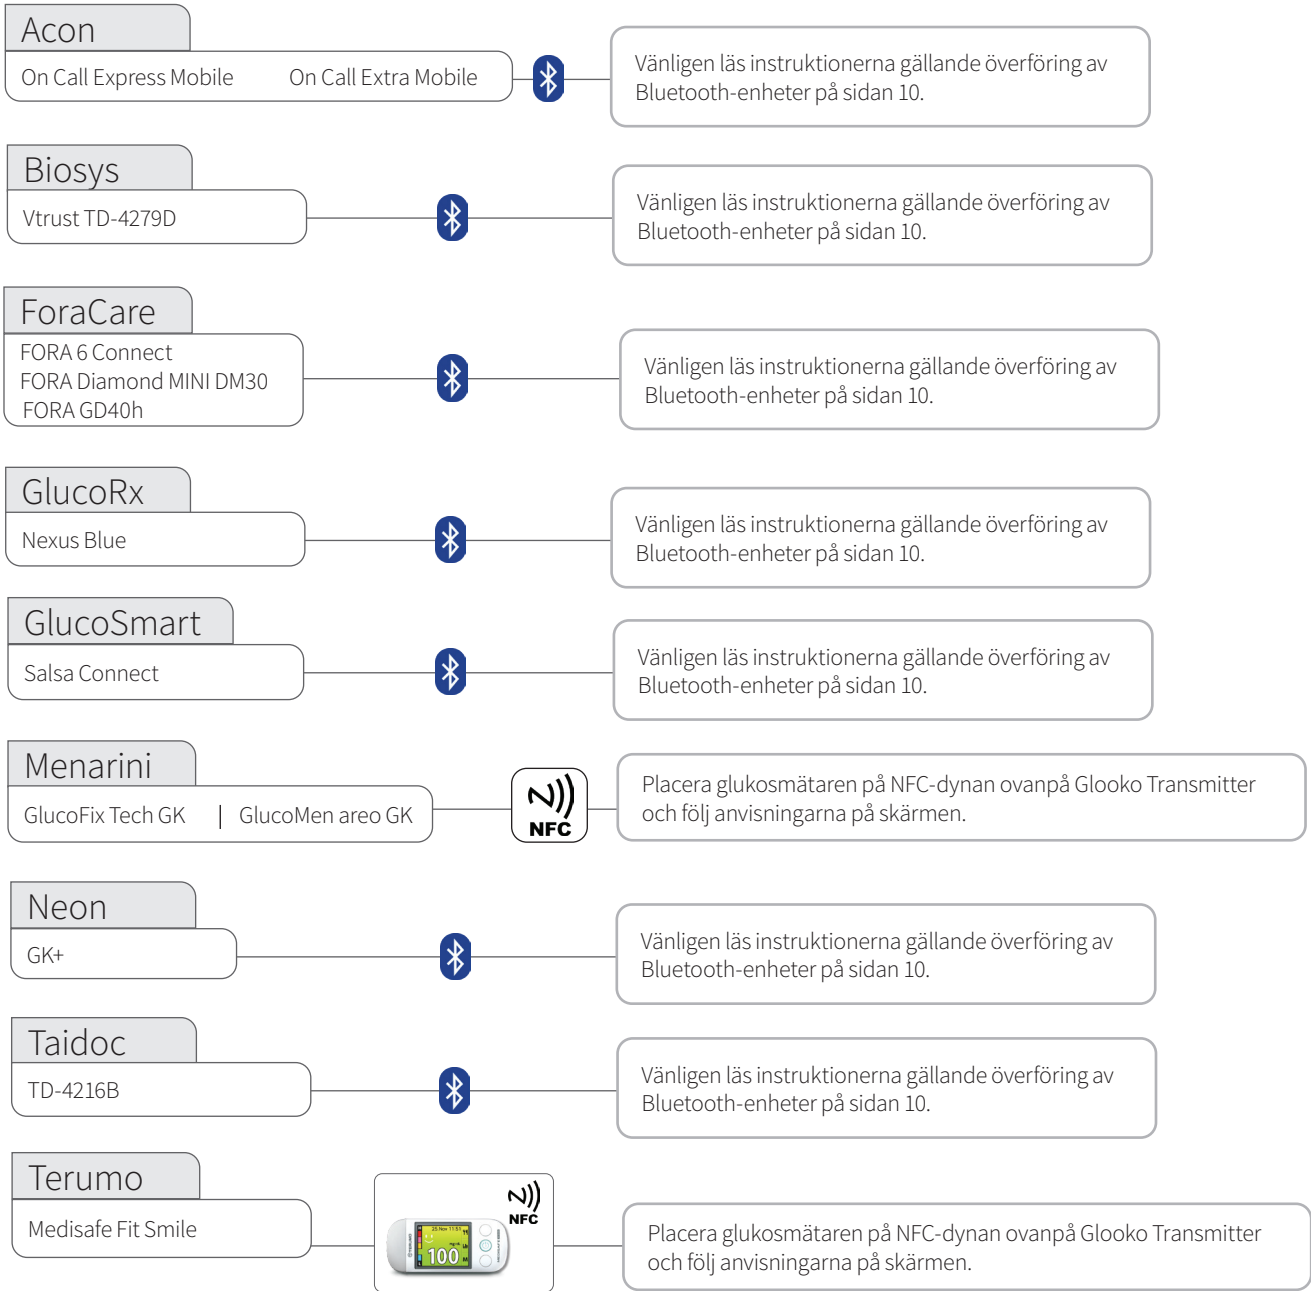 Acon
On Call Express Mobile On Call Extra Mobile
Vänligen läs instruktionerna gällande överföring av
Bluetooth-enheter på sidan 10.
Biosys
Vtrust TD-4279D
Vänligen läs instruktionerna gällande överföring av
Bluetooth-enheter på sidan 10.
ForaCare
FORA 6 Connect
FORA Diamond MINI DM30
FORA GD40h
Vänligen läs instruktionerna gällande överföring av
Bluetooth-enheter på sidan 10.
GlucoRx
Nexus Blue
Vänligen läs instruktionerna gällande överföring av
Bluetooth-enheter på sidan 10.
GlucoSmart
Salsa Connect
Vänligen läs instruktionerna gällande överföring av
Bluetooth-enheter på sidan 10.
Menarini
GlucoFix Tech GK | GlucoMen areo GK
NFC
Placera glukosmätaren på NFC-dynan ovanpå Glooko Transmitter
och följ anvisningarna på skärmen.
Neon
GK+
Vänligen läs instruktionerna gällande överföring av
Bluetooth-enheter på sidan 10.
Taidoc
TD-4216B
Vänligen läs instruktionerna gällande överföring av
Bluetooth-enheter på sidan 10.
Terumo
Medisafe Fit Smile
NFC
TERUMO
25 Nov 11:51
mg/dL
100
Placera glukosmätaren på NFC-dynan ovanpå Glooko Transmitter
och följ anvisningarna på skärmen.